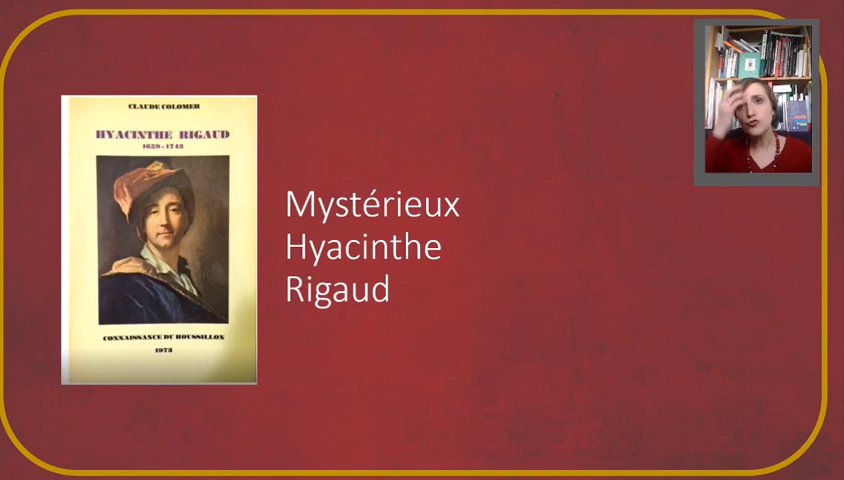 CLAUDE COLOMER
HYACINTHE RIGAUD
1659-1743
CONNAISSANCE DU ROUSSILLON
1973
Mystérieux
Hyacinthe
Rigaud